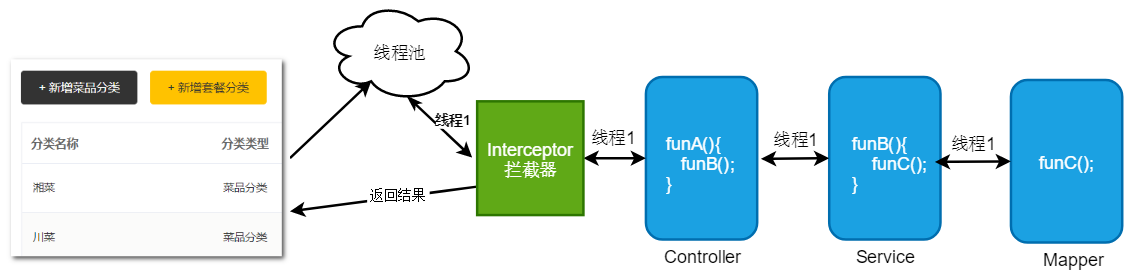 + 新增菜品分类
+ 新增套餐分类
分类名称
分类类型
湘菜
菜品分类
川菜
菜品分类
线程池
线程1
返回结果
Interceptor
拦截器
线程1
funA(){
funB();
}
Controller
线程1
funB(){
funC();
}
Service
线程1
funC();
Mapper